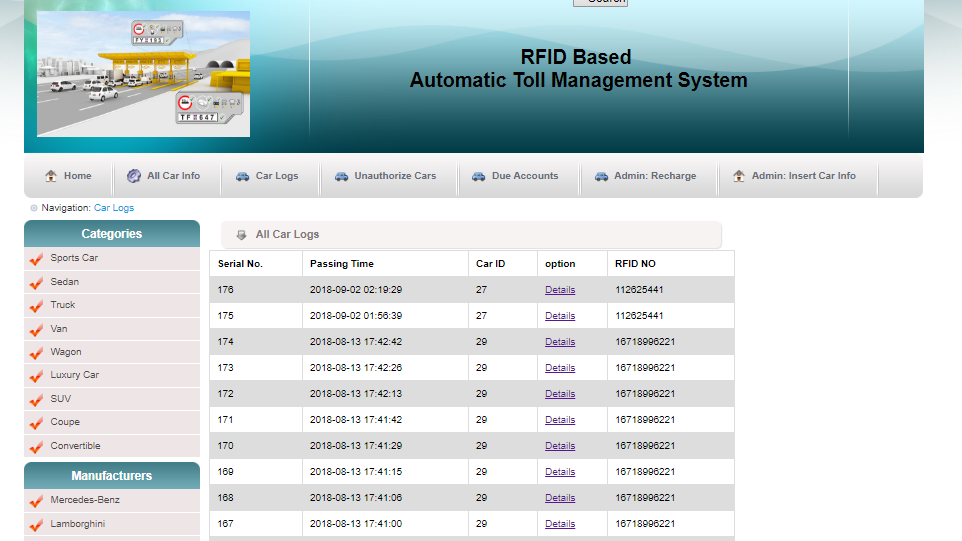 Search
RFID Based
Automatic Toll Management System
Home All Car Info Car Logs Unauthorize Cars Due Accounts Admin: Recharge Admin: Insert Car Info
Navigation: Car Logs
Categories
Sports Car
Sedan
Truck
Van
Wagon
Luxury Car
SUV
Coupe
Convertible
Manufacturers
Mercedes-Benz
Lamborghini
All Car Logs
Serial No. Passing Time Car ID option RFID NO
176 2018-09-02 02:19:29 27 Details 112625441
175 2018-09-02 01:56:39 27 Details 112625441
174 2018-08-13 17:42:42 29 Details 16718996221
173 2018-08-13 17:42:26 29 Details 16718996221
172 2018-08-13 17:42:13 29 Details 16718996221
171 2018-08-13 17:41:42 29 Details 16718996221
170 2018-08-13 17:41:29 29 Details 16718996221
169 2018-08-13 17:41:15 29 Details 16718996221
168 2018-08-13 17:41:06 29 Details 16718996221
167 2018-08-13 17:41:00 29 Details 16718996221